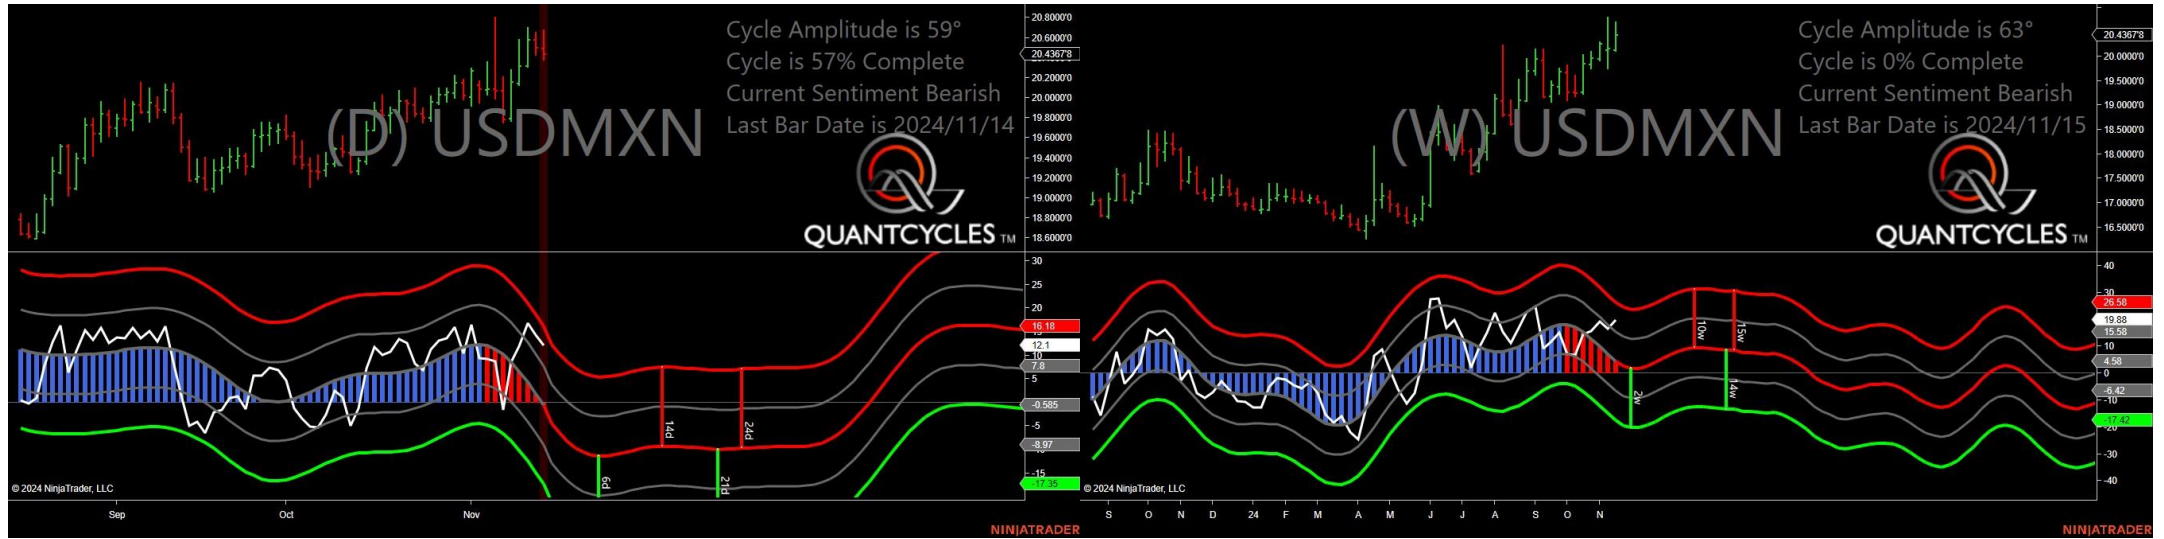 Cycle Amplitude is 59°
Cycle is 57% Complete
Current Sentiment Bearish
Last Bar Date is 2024/11/14
(D) USDMXN
QUANTCYCLES TM
20.8000'0
20.6000'0
20.4367'8
20.2000'0
20.0000'0
19.8000'0
19.6000'0
19.4000'0
19.2000'0
19.0000'0
18.8000'0
18.6000'0
30
25
20
16.18
12.1
10
7.8
5
-0.585
-5
-8.97
-15
-17.35
14d
24d
6d
21d
© 2024 NinjaTrader, LLC
Sep Oct Nov
NINJATRADER
Cycle Amplitude is 63°
Cycle is 0% Complete
Current Sentiment Bearish
Last Bar Date is 2024/11/15
(W) USDMXN
QUANTCYCLES TM
20.4367'8
20.0000'0
19.5000'0
19.0000'0
18.5000'0
18.0000'0
17.5000'0
17.0000'0
16.5000'0
40
30
26.58
19.88
15.58
10
4.58
0
-6.42
-10
-17.42
-20
-30
-40
10w
15w
2w
14w
© 2024 NinjaTrader, LLC
S O N D 24 F M A M J J A S O N
NINJATRADER